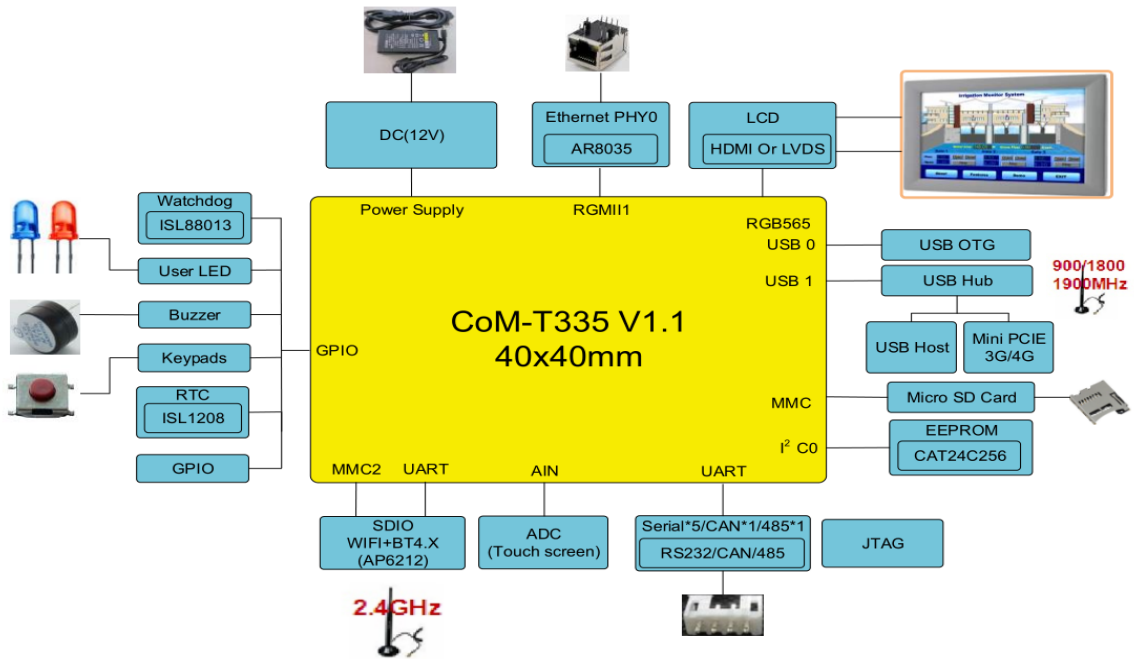 DC(12V)
Ethernet PHY0
AR8035
LCD
HDMI Or LVDS
Irrigation Monitor System
Watchdog
ISL88013
User LED
Buzzer
Keypads
RTC
ISL1208
GPIO
Power Supply
RGMII1
RGB565
USB 0
USB 1
GPIO
CoM-T335 V1.1
40x40mm
MMC
I² C0
MMC2
UART
AIN
UART
USB OTG
USB Hub
900/1800
1900MHz
USB Host
Mini PCIE
3G/4G
Micro SD Card
EEPROM
CAT24C256
SDIO
WIFI+BT4.X
(AP6212)
ADC
(Touch screen)
Serial*5/CAN*1/485*1
RS232/CAN/485
JTAG
2.4GHz